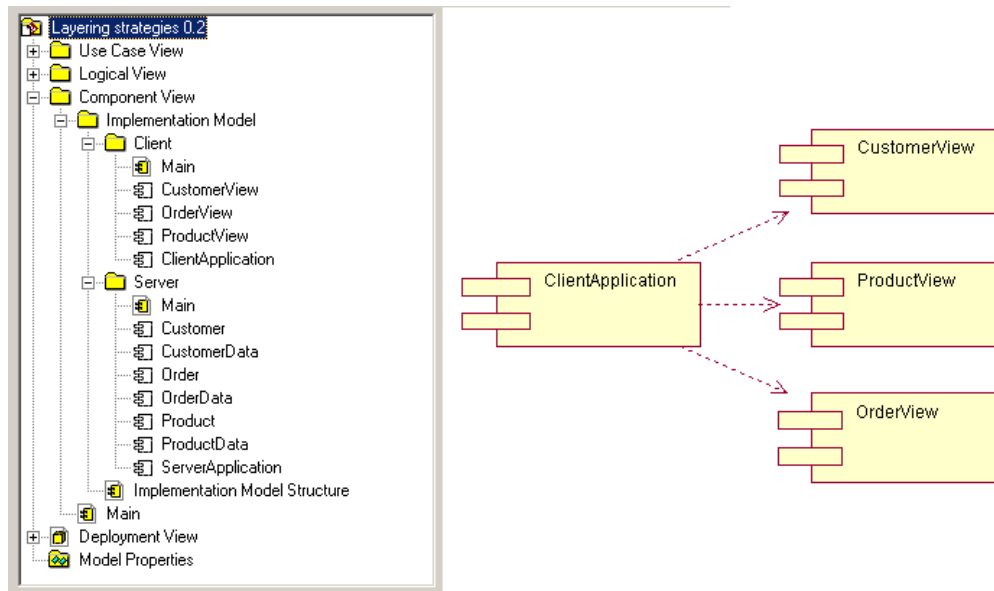 Layering strategies 0.2
Use Case View
Logical View
Component View
Implementation Model
Client
Main
CustomerView
OrderView
ProductView
ClientApplication
Server
Main
Customer
CustomerData
Order
OrderData
Product
ProductData
ServerApplication
Implementation Model Structure
Main
Deployment View
Model Properties
CustomerView
ClientApplication
ProductView
OrderView